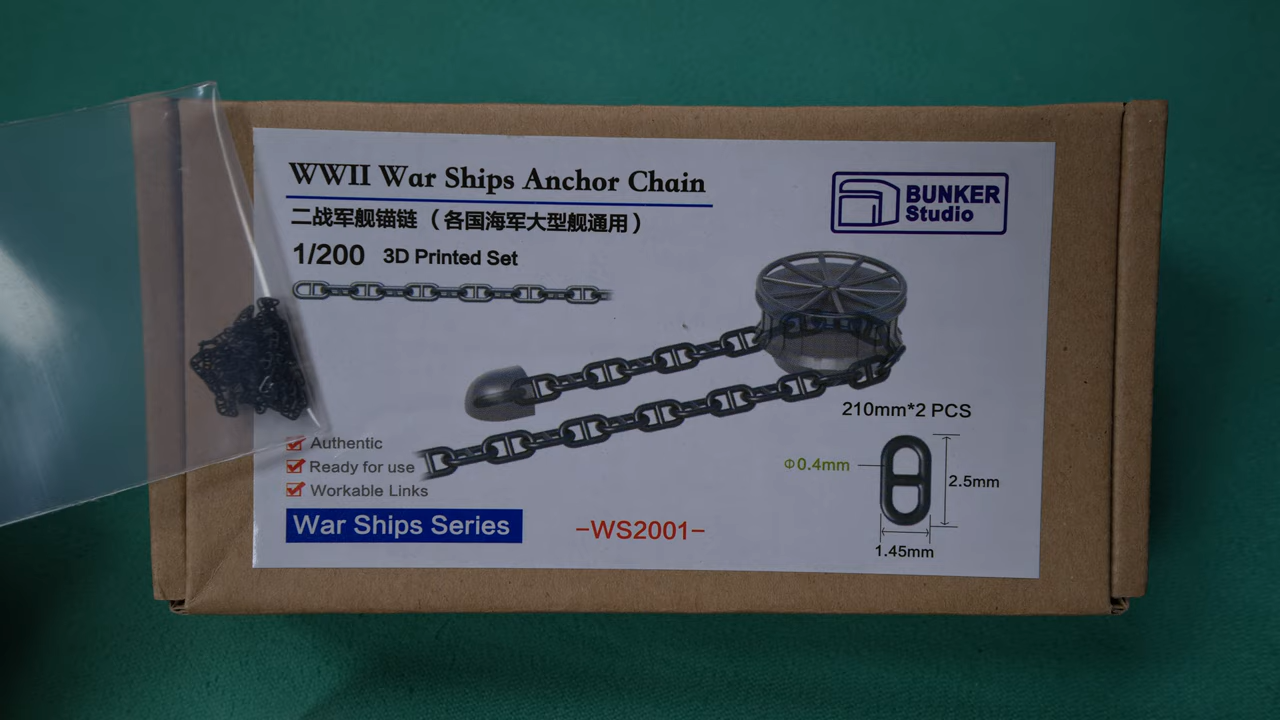 WWII War Ships Anchor Chain
二战军舰锚链（各国海军大型舰通用）
1/200 3D Printed Set
BUNKER
Studio
210mm*2 PCS
Φ0.4mm
2.5mm
1.45mm
Authentic
Ready for use
Workable Links
War Ships Series
-WS2001-